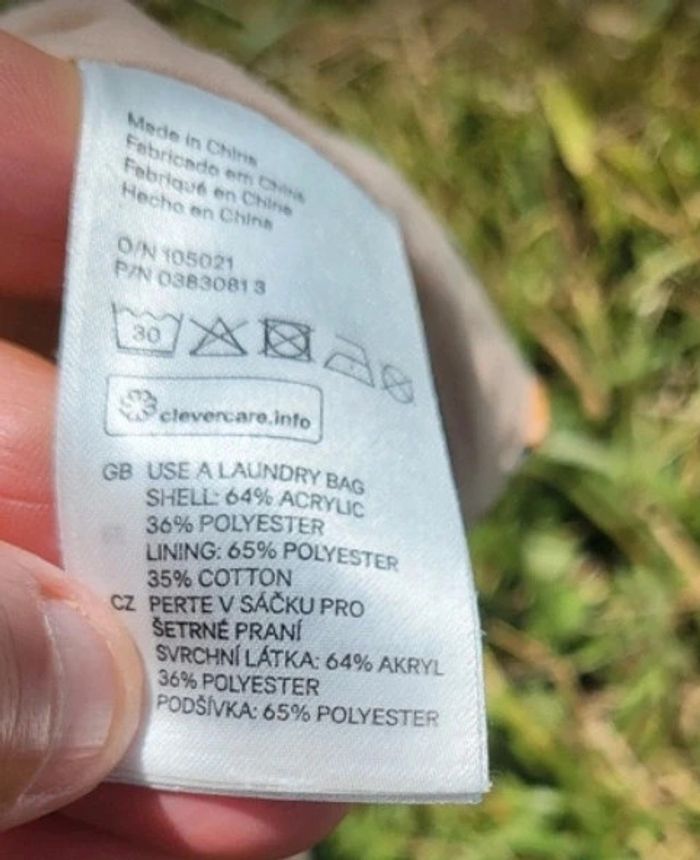 Made in China
Fabricado em China
Fabriqué en Chine
Hecho en China
O/N 105021
P/N 0383081 3
30
clevercare.info
GB USE A LAUNDRY BAG
SHELL: 64% ACRYLIC
36% POLYESTER
LINING: 65% POLYESTER
35% COTTON
CZ PERTE V SÁČKU PRO
ŠETRNÉ PRANÍ
SVRCHNÍ LÁTKA: 64% AKRYL
36% POLYESTER
PODŠÍVKA: 65% POLYESTER